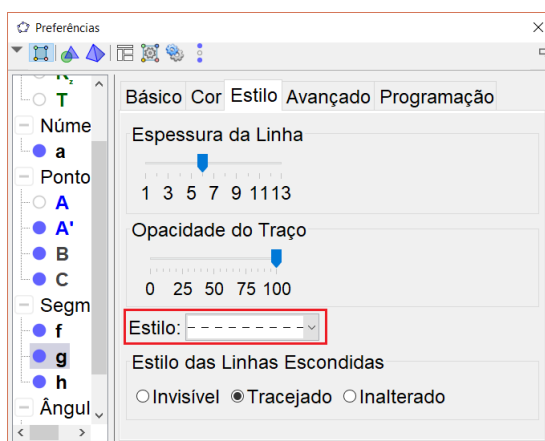 Preferências
T
Núme
a
Ponto
A
A'
B
C
Segm
f
g
h
Ângul
Básico Cor Estilo Avançado Programação
Espessura da Linha
1 3 5 7 9 11 13
Opacidade do Traço
0 25 50 75 100
Estilo:
Estilo das Linhas Escondidas
Invisível Tracejado Inalterado